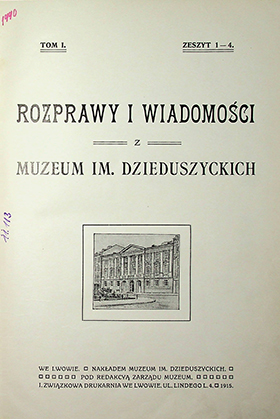 1990
TOM I. ZESZYT 1—4.
ROZPRAWY I WIADOMOŚCI
Z
MUZEUM IM. DZIEDUSZYCKICH
WE LWOWIE. NAKŁADEM MUZEUM IM. DZIEDUSZYCKICH.
POD REDAKCYĄ ZARZĄDU MUZEUM.
I. ZWIĄZKOWA DRUKARNIA WE LWOWIE, UL. LINDEGO L. 4. 1915.